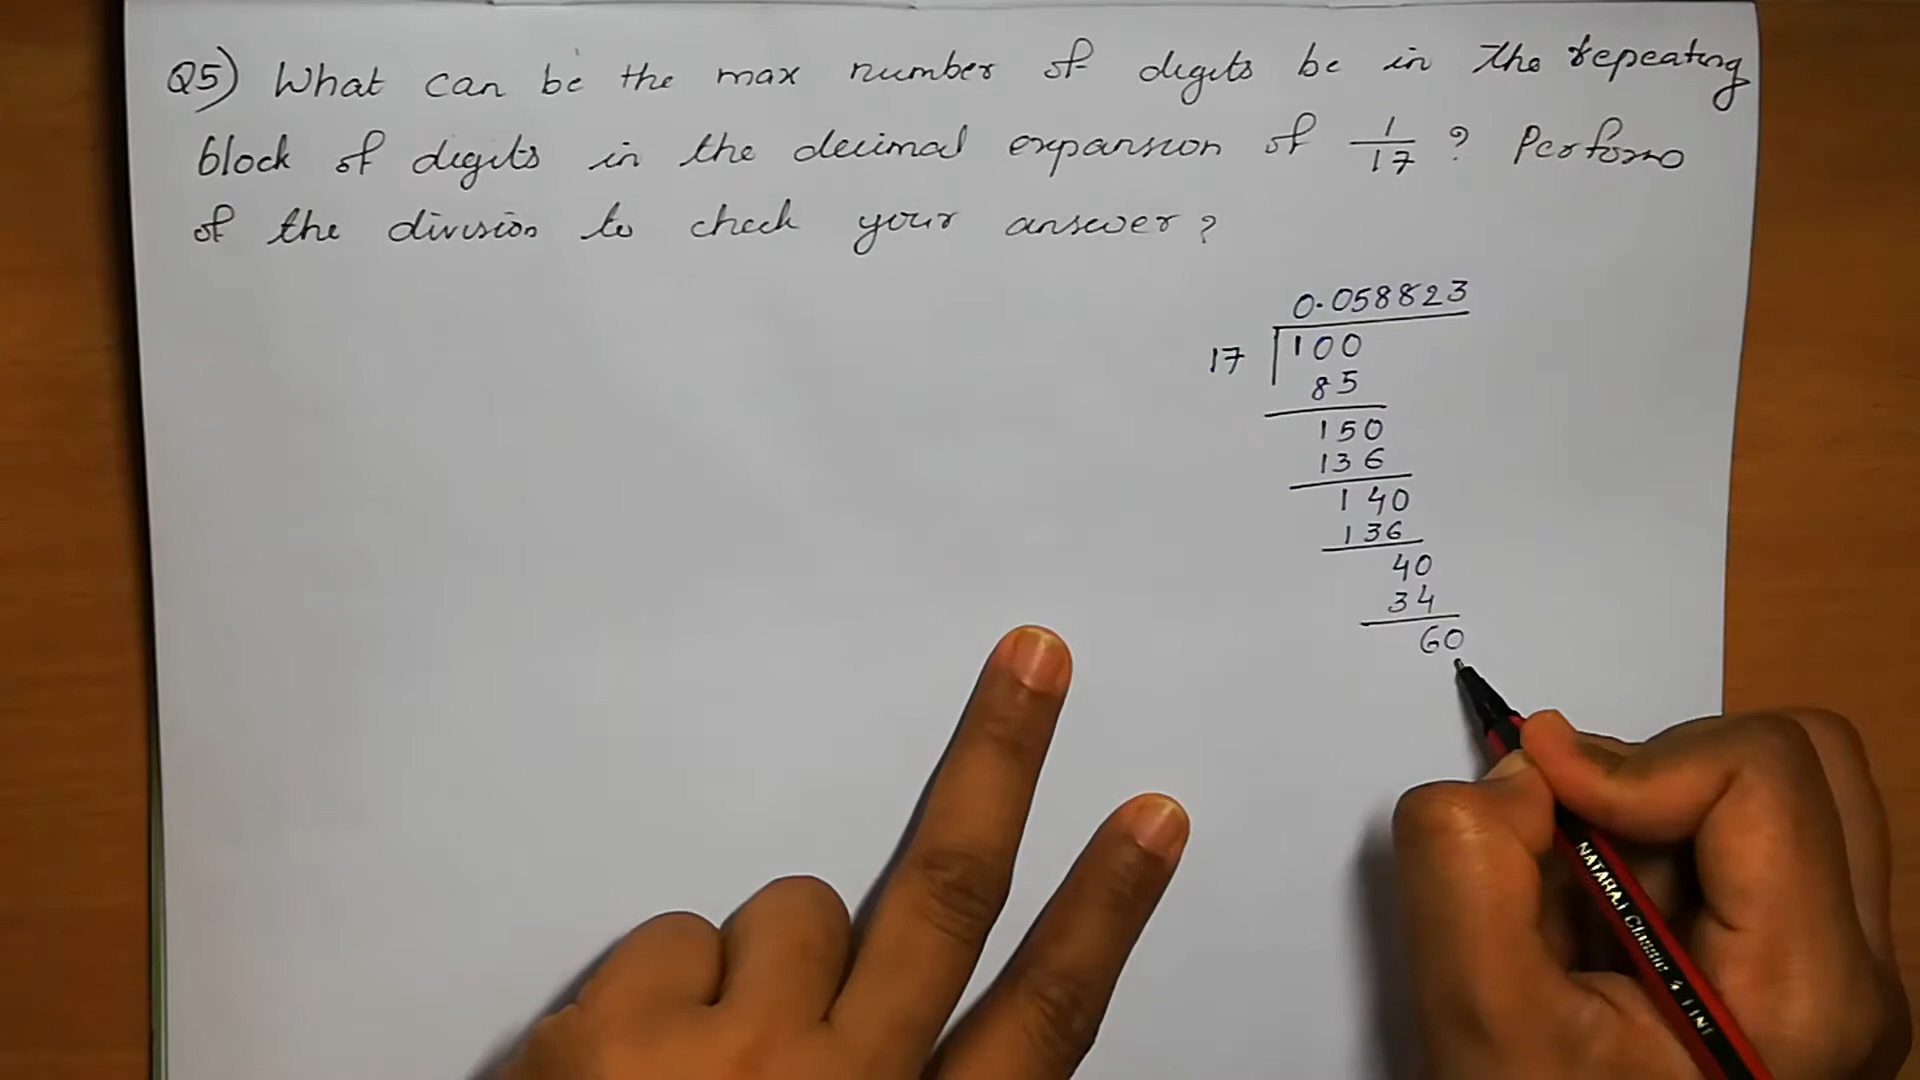 Q5) What can be the max number of digits be in the repeating
block of digits in the decimal expansion of 1/17 ? Perform
of the division to check your answer ?
0.058823
17 100
85
150
136
140
136
40
34
60
NATARAJ Classic